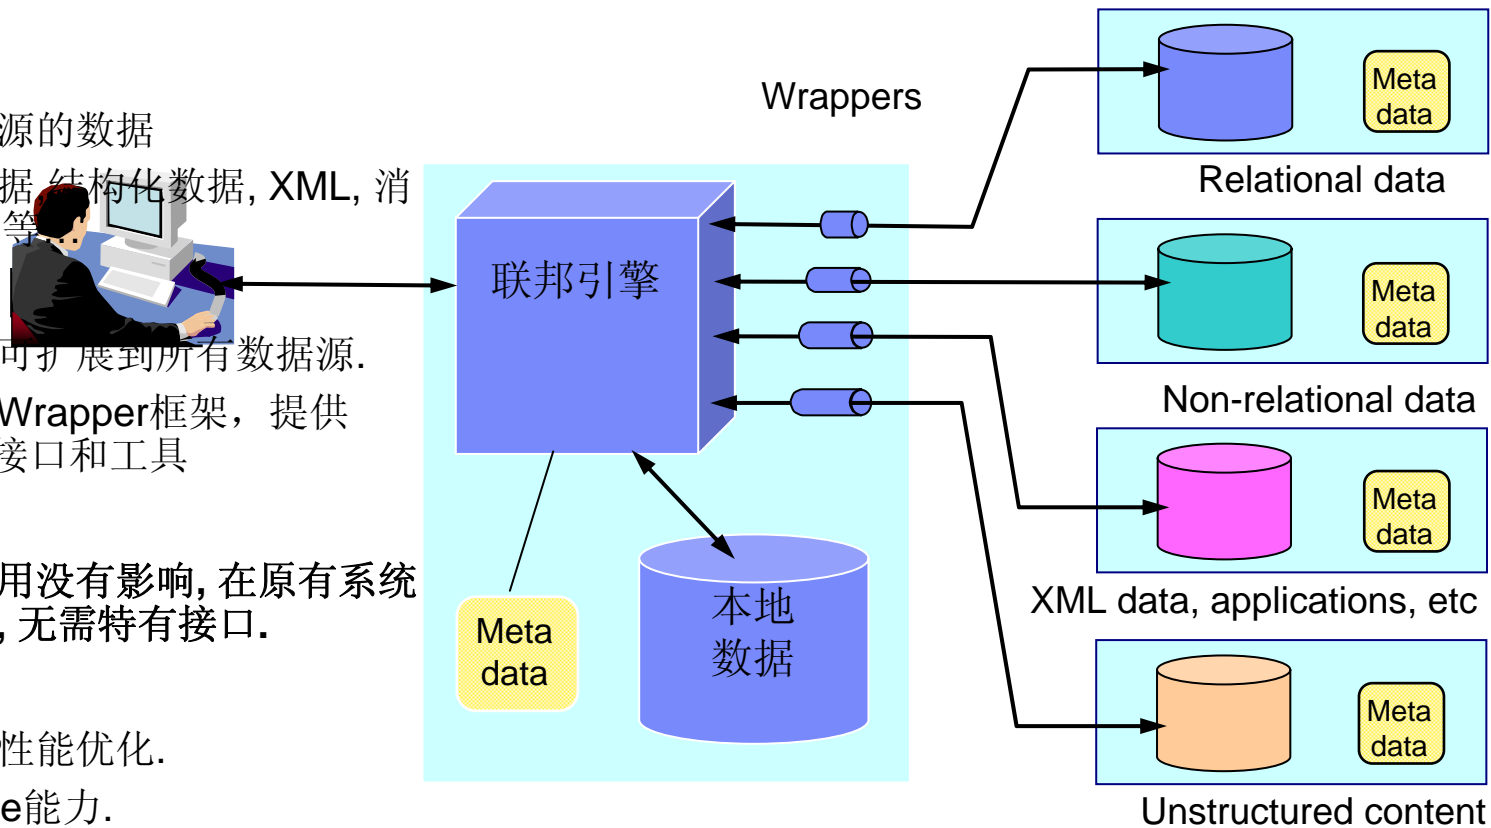 源的数据
据,结构化数据, XML, 消
等...
可扩展到所有数据源.
Wrapper框架，提供
接口和工具
用没有影响, 在原有系统
, 无需特有接口.
性能优化.
e能力.
Wrappers
联邦引擎
Meta
data
本地
数据
Meta
data
Relational data
Meta
data
Non-relational data
Meta
data
XML data, applications, etc
Meta
data
Unstructured content